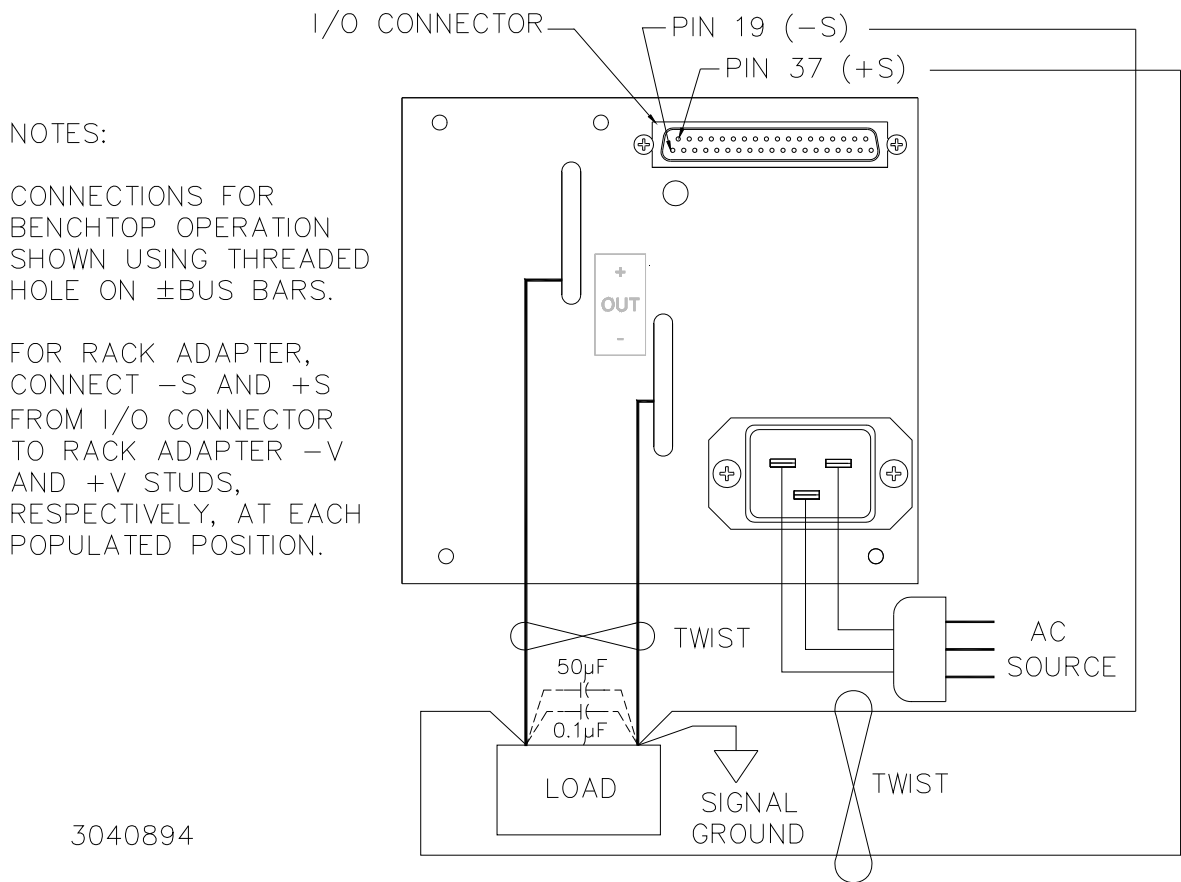 I/O CONNECTOR
PIN 19 (−S)
PIN 37 (+S)
NOTES:
CONNECTIONS FOR
BENCHTOP OPERATION
SHOWN USING THREADED
HOLE ON ±BUS BARS.
FOR RACK ADAPTER,
CONNECT −S AND +S
FROM I/O CONNECTOR
TO RACK ADAPTER −V
AND +V STUDS,
RESPECTIVELY, AT EACH
POPULATED POSITION.
+
OUT
-
TWIST
50µF
0.1µF
LOAD
AC
SOURCE
SIGNAL
GROUND
TWIST
3040894